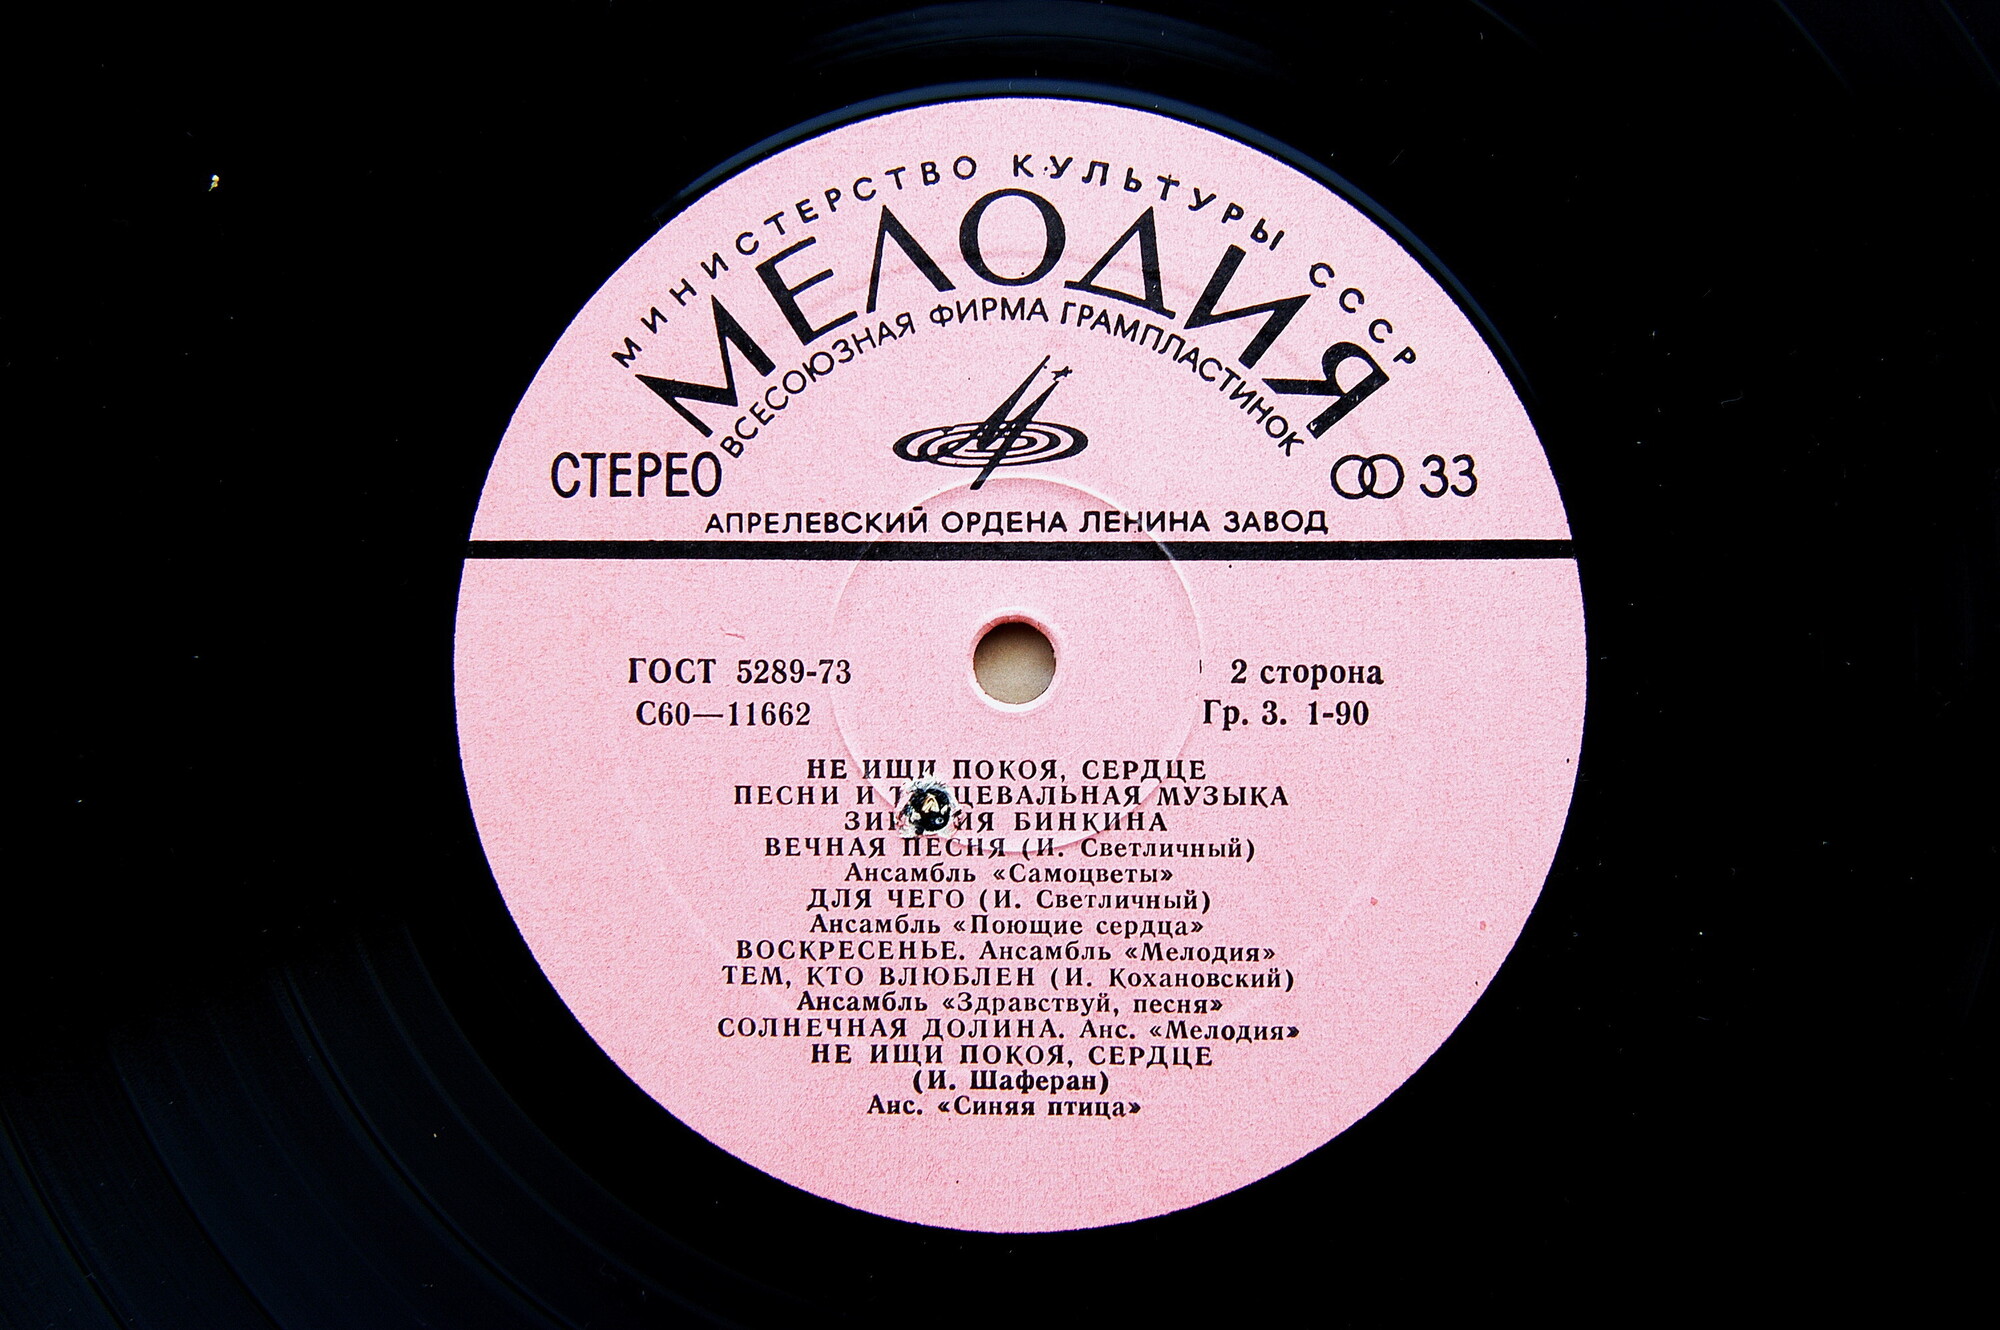 МИНИСТЕРСТВО КУЛЬТУРЫ СССР
МЕЛОДИЯ
ВСЕСОЮЗНАЯ ФИРМА ГРАМПЛАСТИНОК
СТЕРЕО
33
АПРЕЛЕВСКИЙ ОРДЕНА ЛЕНИНА ЗАВОД
ГОСТ 5289-73
2 сторона
С60—11662
Гр. 3. 1-90
НЕ ИЩИ ПОКОЯ, СЕРДЦЕ
ПЕСНИ И МУЗЫКА
БИНКИНА
ВЕЧНАЯ ПЕСНЯ (И. Светличный)
Ансамбль «Самоцветы»
ДЛЯ ЧЕГО (И. Светличный)
Ансамбль «Поющие сердца»
ВОСКРЕСЕНЬЕ. Ансамбль «Мелодия»
ТЕМ, КТО ВЛЮБЛЕН (И. Кохановский)
Ансамбль «Здравствуй, песня»
СОЛНЕЧНАЯ ДОЛИНА. Анс. «Мелодия»
НЕ ИЩИ ПОКОЯ, СЕРДЦЕ
(И. Шаферан)
Анс. «Синяя птица»